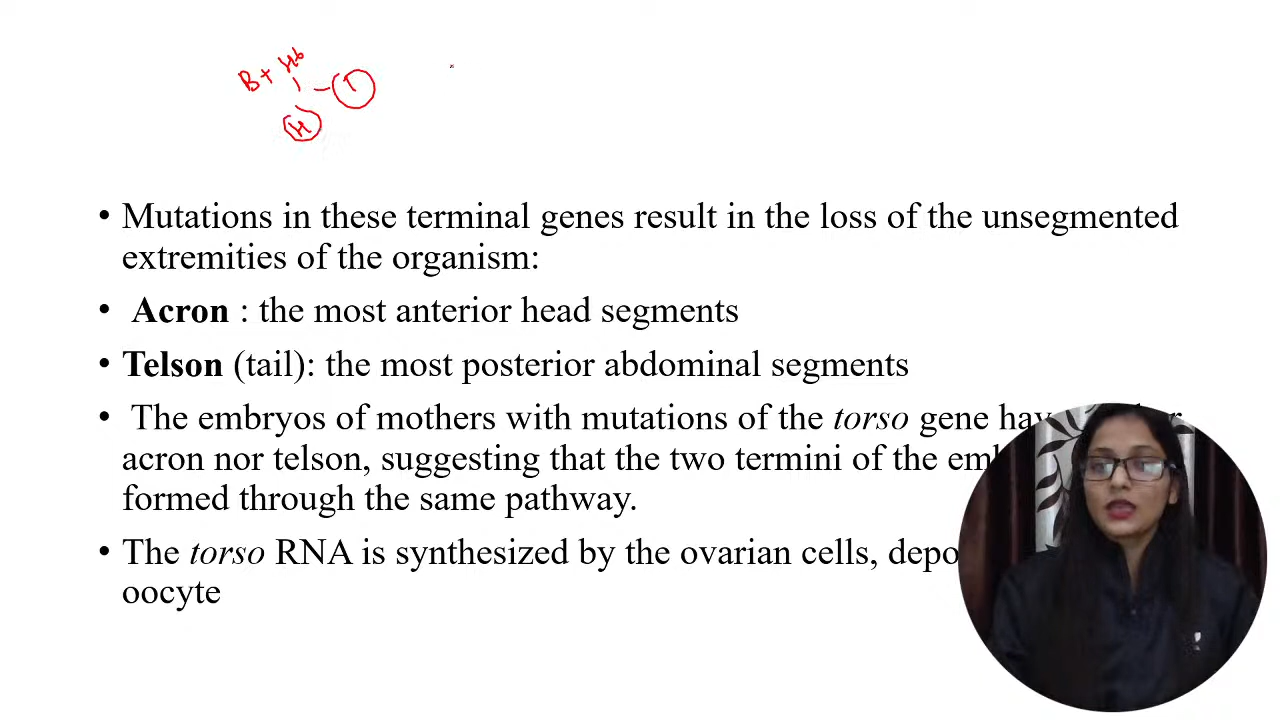 B + Hb
T
H
• Mutations in these terminal genes result in the loss of the unsegmented
extremities of the organism:
• Acron : the most anterior head segments
• Telson (tail): the most posterior abdominal segments
• The embryos of mothers with mutations of the torso gene
acron nor telson, suggesting that the two termini of the
formed through the same pathway.
• The torso RNA is synthesized by the ovarian cells,
oocyte